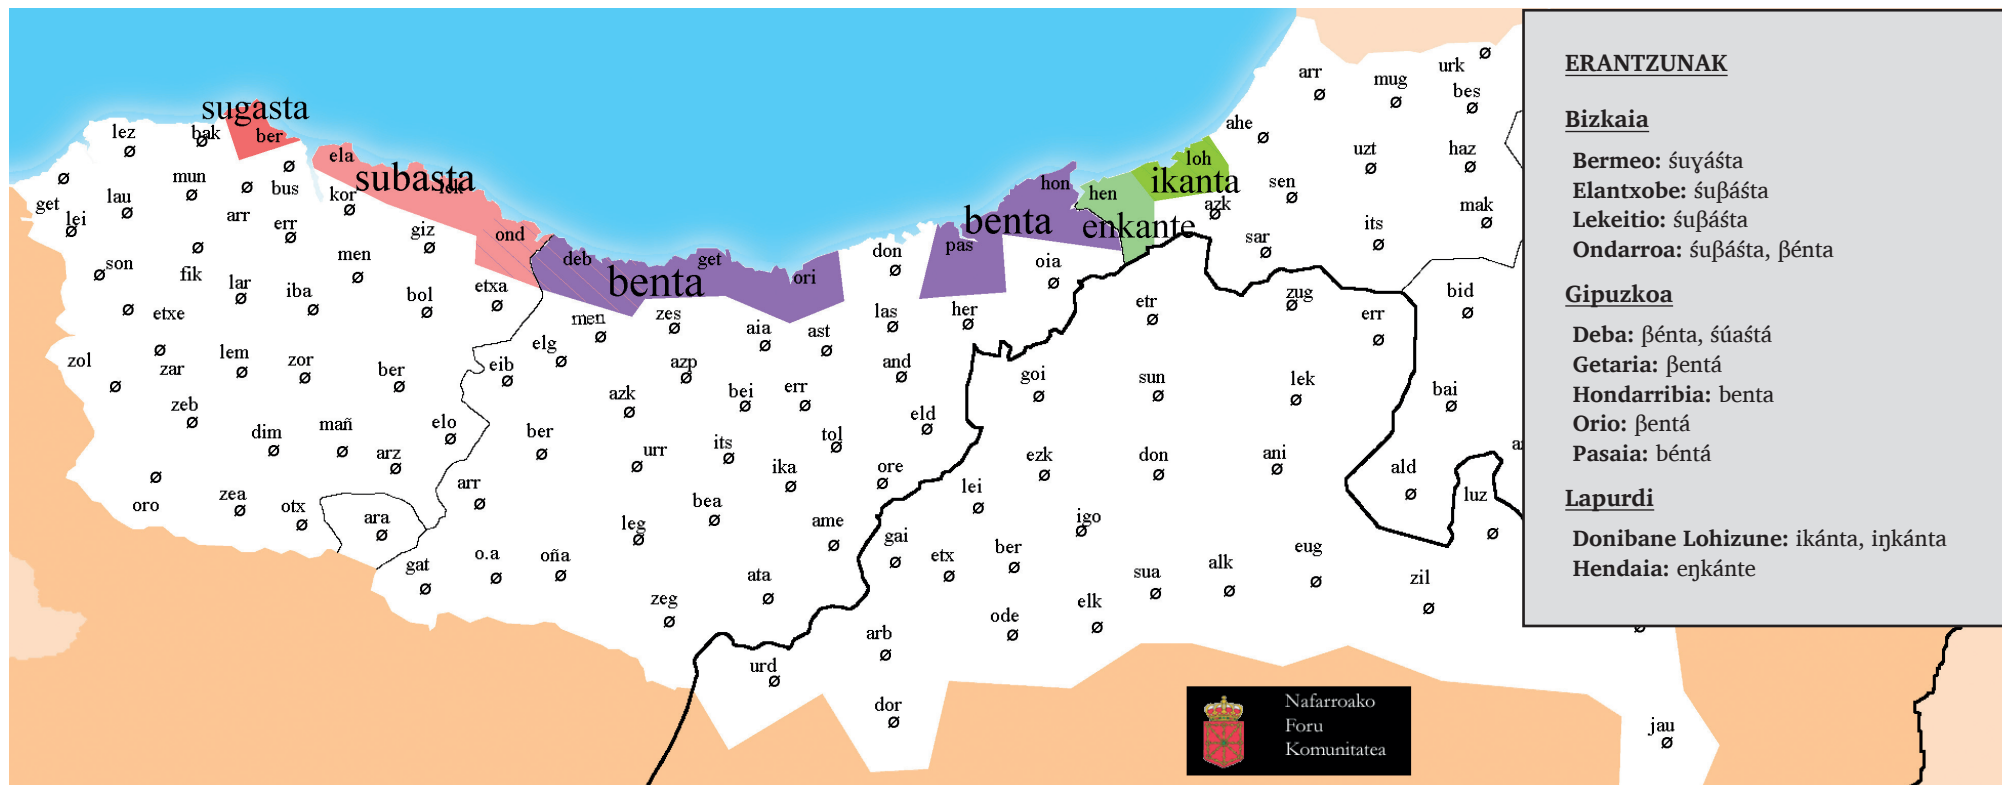 sugasta
lez
bak
ber
ela
subasta
lek
get
lei
lau
mun
arr
bus
kor
err
giz
ond
son
fik
men
lar
iba
etxe
bol
etxa
deb
get
ori
benta
don
pas
benta
hon
hen
enkante
ikanta
loh
azk
ahe
arr
mug
urk
bes
uzt
haz
sen
mak
its
sar
oia
men
zes
aia
ast
las
her
etr
zug
err
bid
zol
zar
lem
zor
ber
eib
elg
azp
and
goi
sun
lek
bai
zeb
azk
bei
err
eld
dim
mañ
elo
arz
ber
urr
its
tol
ika
ore
ezk
don
ani
ald
luz
oro
zea
otx
ara
arr
leg
bea
ame
lei
igo
gai
gat
o.a
oña
etx
ber
eug
zil
sua
alk
ata
zeg
ode
elk
arb
urd
dor
jau
Nafarroako
Foru
Komunitatea
ERANTZUNAK
Bizkaia
Bermeo: śuɣáśta
Elantxobe: śuβáśta
Lekeitio: śuβáśta
Ondarroa: śuβáśta, βénta
Gipuzkoa
Deba: βénta, śúaśtá
Getaria: βentá
Hondarribia: benta
Orio: βentá
Pasaia: béntá
Lapurdi
Donibane Lohizune: ikánta, iŋkánta
Hendaia: eŋkánte